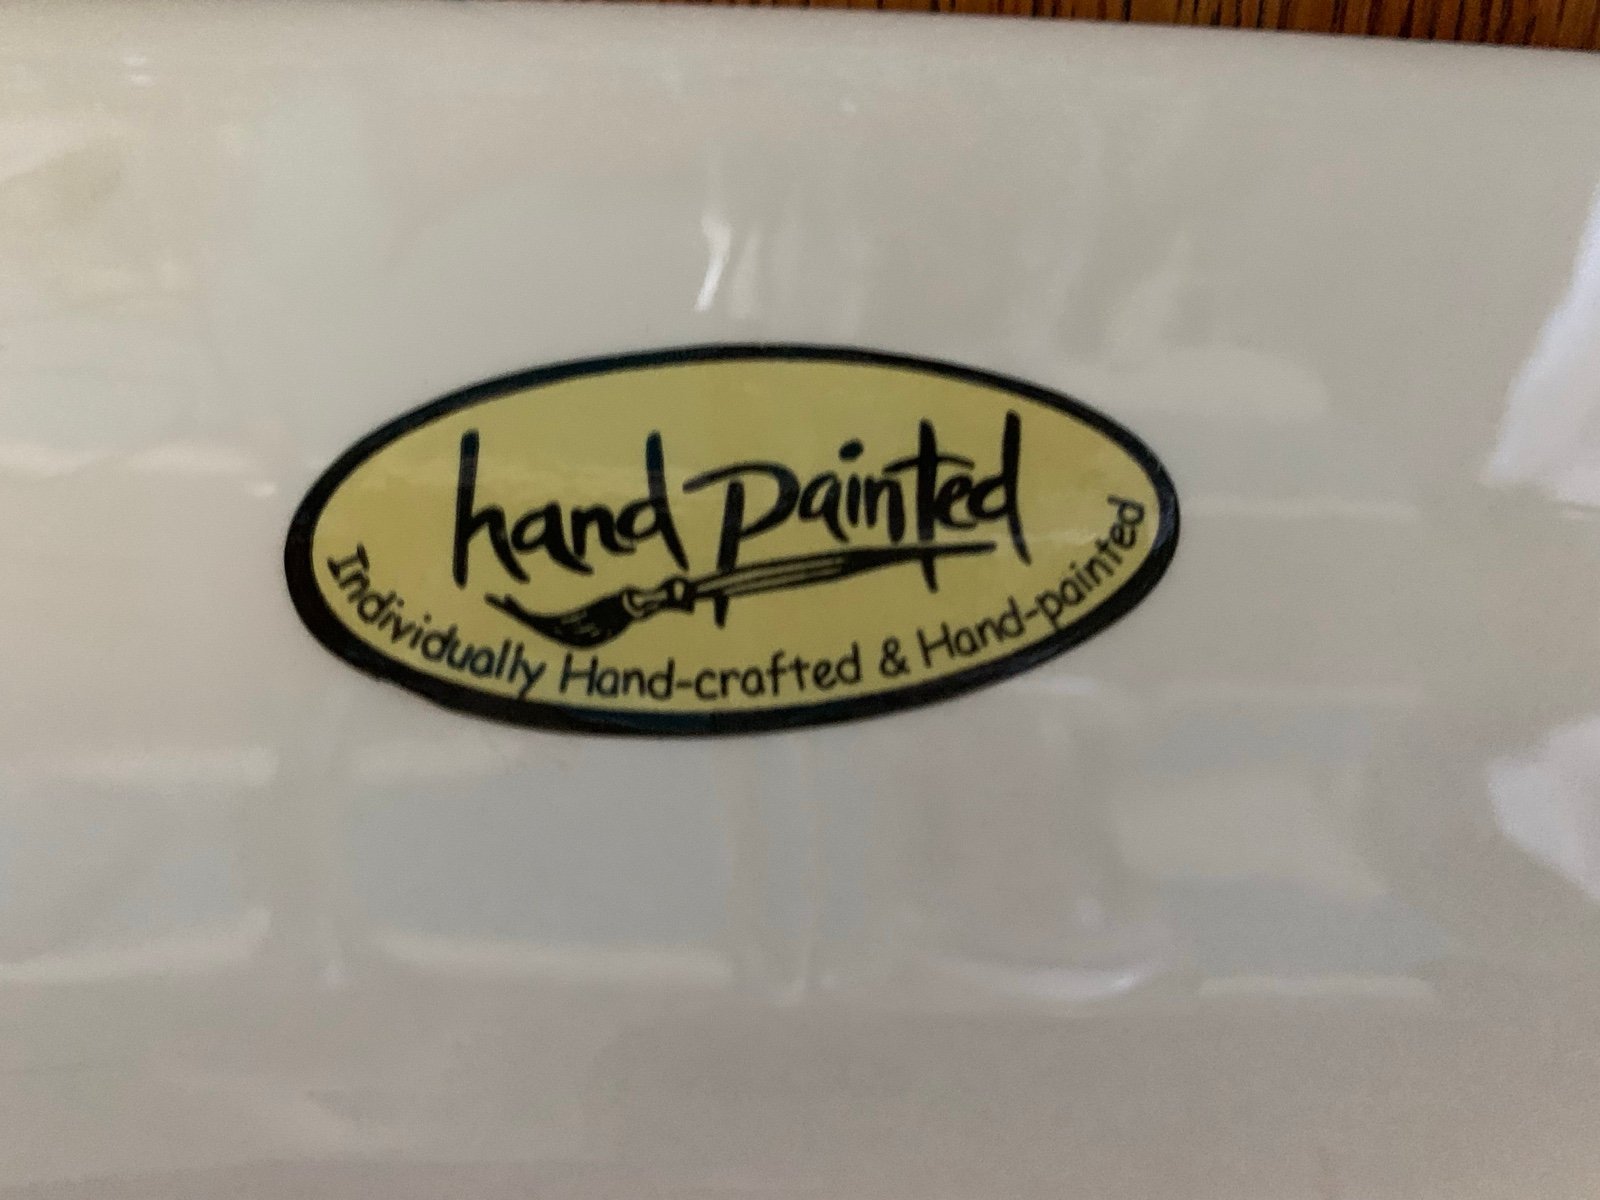 hand painted
Individually Hand-crafted & Hand-painted